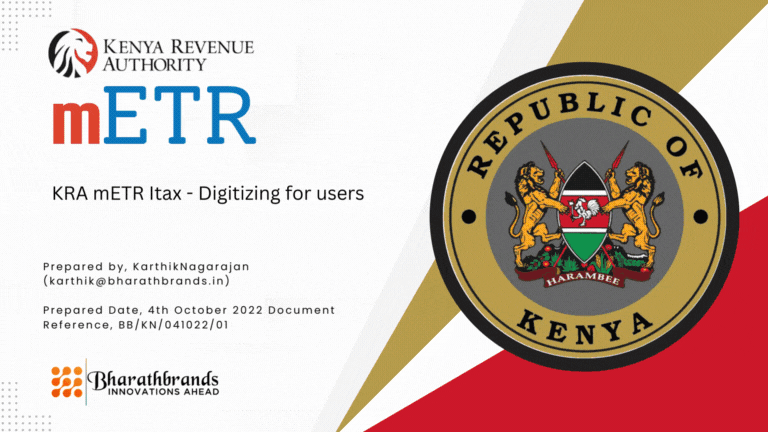 KENYA REVENUE
AUTHORITY
mETR
KRA mETR Itax - Digitizing for users
Prepared by, KarthikNagarajan
(karthik@bharathbrands.in)
Prepared Date, 4th October 2022 Document
Reference, BB/KN/041022/01
Bharathbrands
INNOVATIONS AHEAD
REPUBLIC OF
HARAMBEE
KENYA